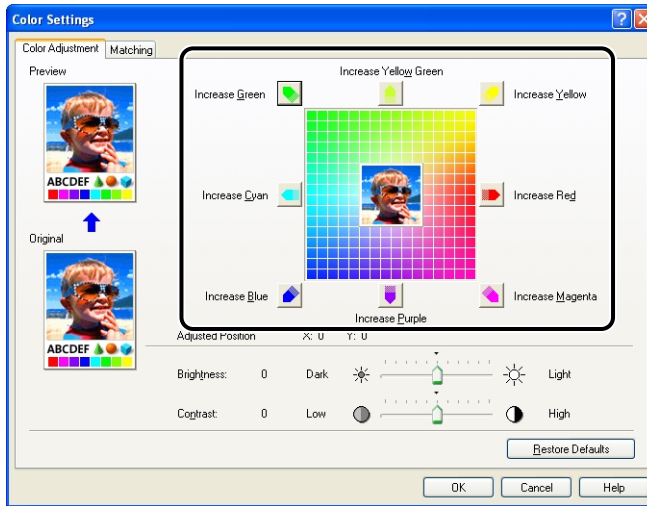 Color Settings
Color Adjustment Matching
Preview
Increase Yellow Green
Increase Green
Increase Yellow
ABCDEF
Increase Cyan
Increase Red
Original
Increase Blue
Increase Magenta
Increase Purple
Adjusted Position X: 0 Y: 0
ABCDEF
Brightness: 0 Dark Light
Contrast: 0 Low High
Restore Defaults
OK Cancel Help